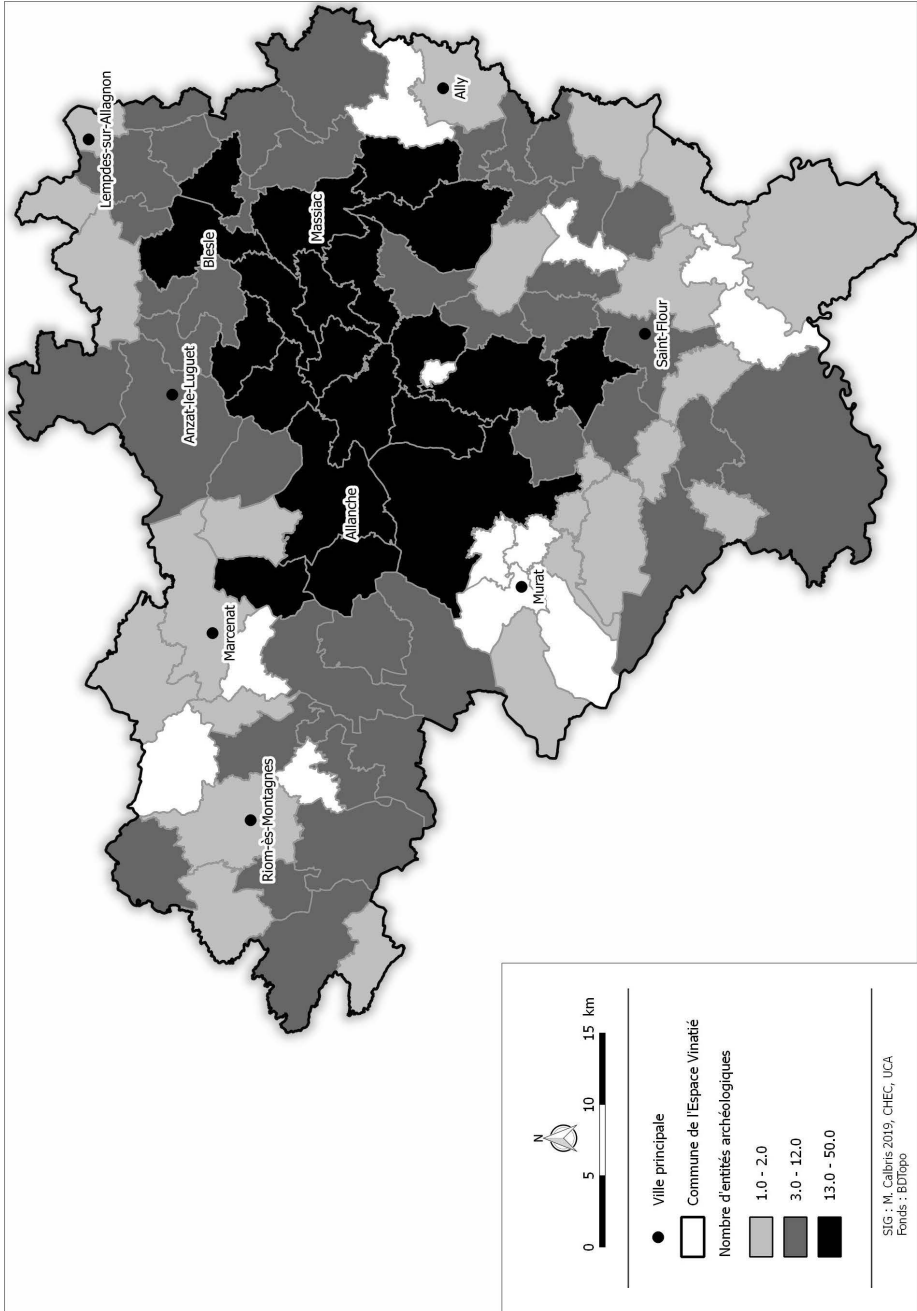 Lempdes-sur-Allagnon
Anzat-le-Luguet
Blesle
Marcenat
Riom-ès-Montagnes
Massiac
Allanche
Ally
Murat
Saint-Flour
N
0 5 10 15 km
Ville principale
Commune de l'Espace Vinatié
Nombre d'entités archéologiques
1.0 - 2.0
3.0 - 12.0
13.0 - 50.0
SIG : M. Calbris 2019, CHEC, UCA
Fonds : BDTopo